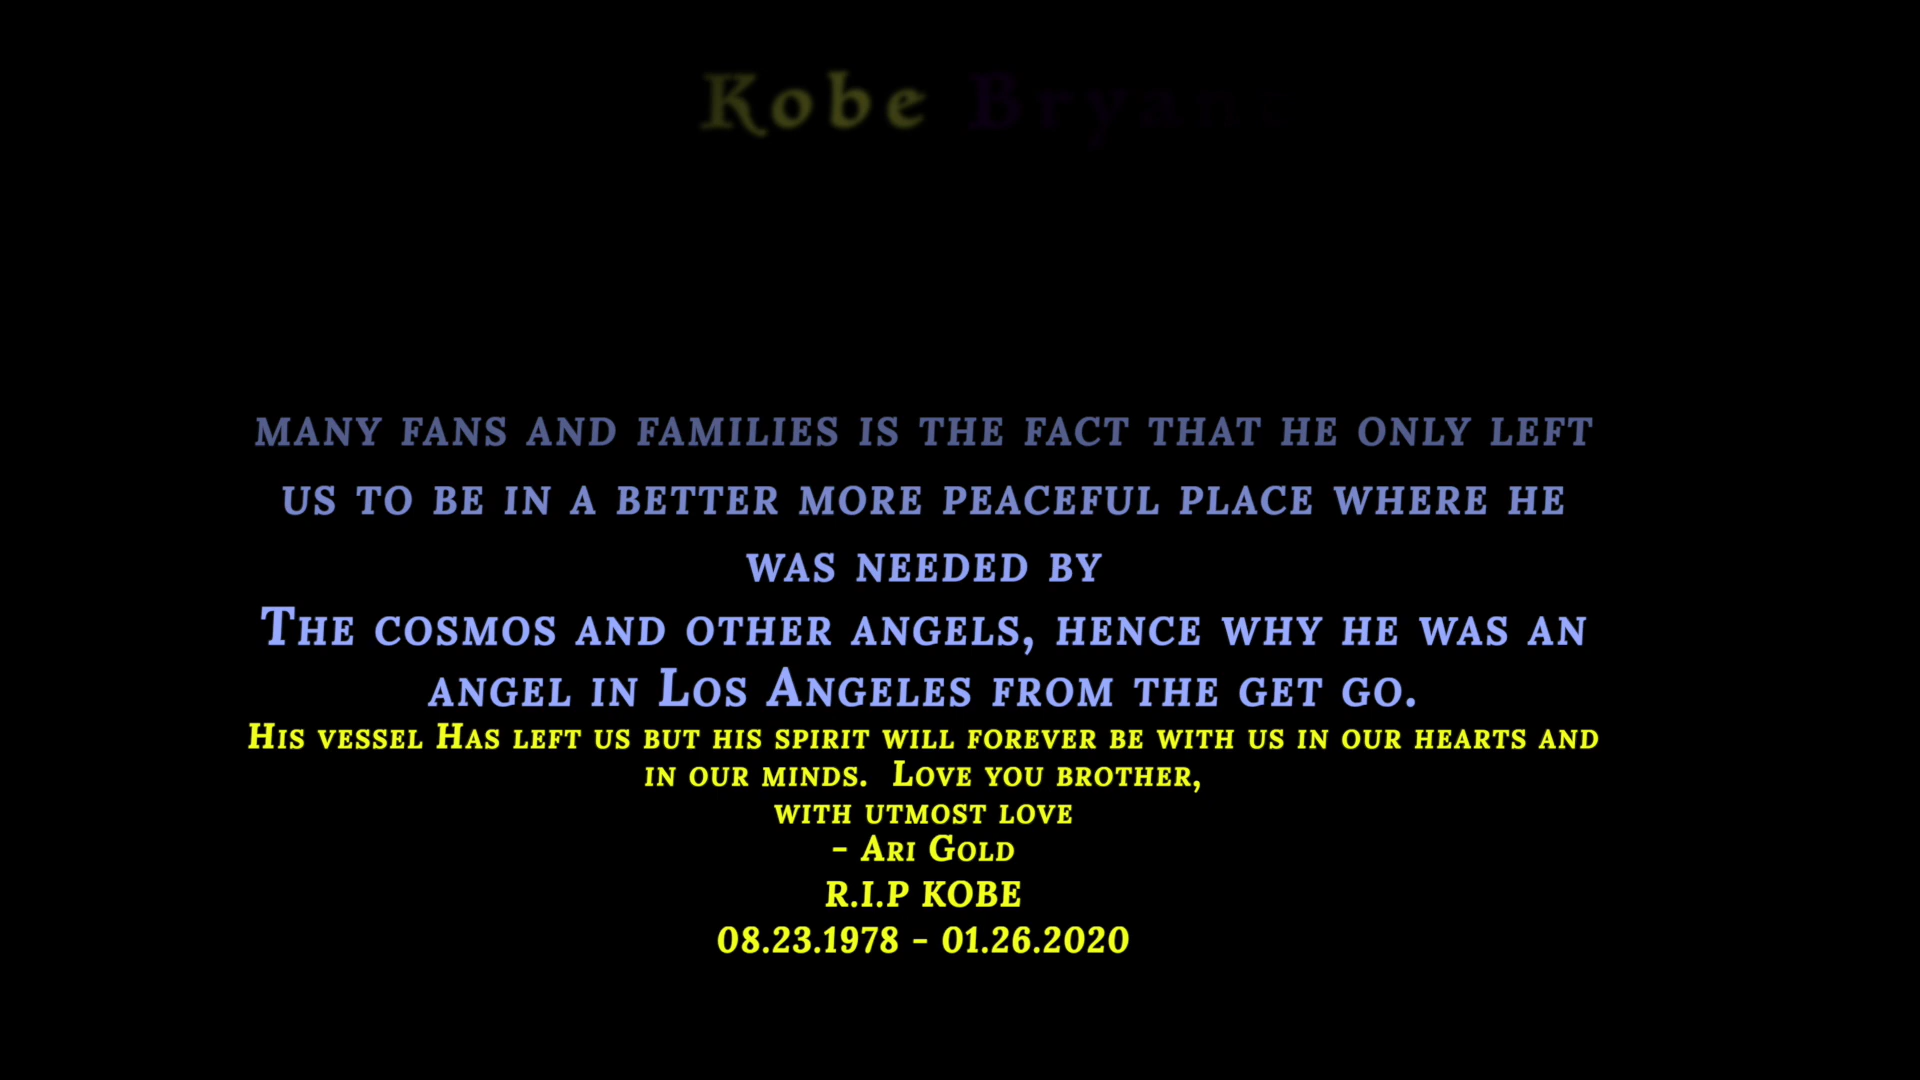 Kobe Bryant
MANY FANS AND FAMILIES IS THE FACT THAT HE ONLY LEFT
US TO BE IN A BETTER MORE PEACEFUL PLACE WHERE HE
WAS NEEDED BY
THE COSMOS AND OTHER ANGELS, HENCE WHY HE WAS AN
ANGEL IN LOS ANGELES FROM THE GET GO.
HIS VESSEL HAS LEFT US BUT HIS SPIRIT WILL FOREVER BE WITH US IN OUR HEARTS AND
IN OUR MINDS.  LOVE YOU BROTHER,
WITH UTMOST LOVE
- ARI GOLD
R.I.P KOBE
08.23.1978 - 01.26.2020